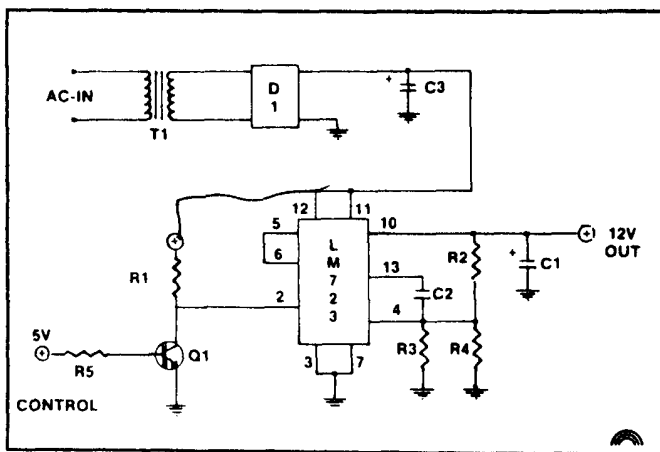 D
1
AC-IN
T1
+
C3
12
11
5
10
12V
OUT
+
6
L
M
7
2
3
R2
+
C1
13
C2
R1
2
4
5V
+
R5
Q1
3
7
R3
R4
CONTROL